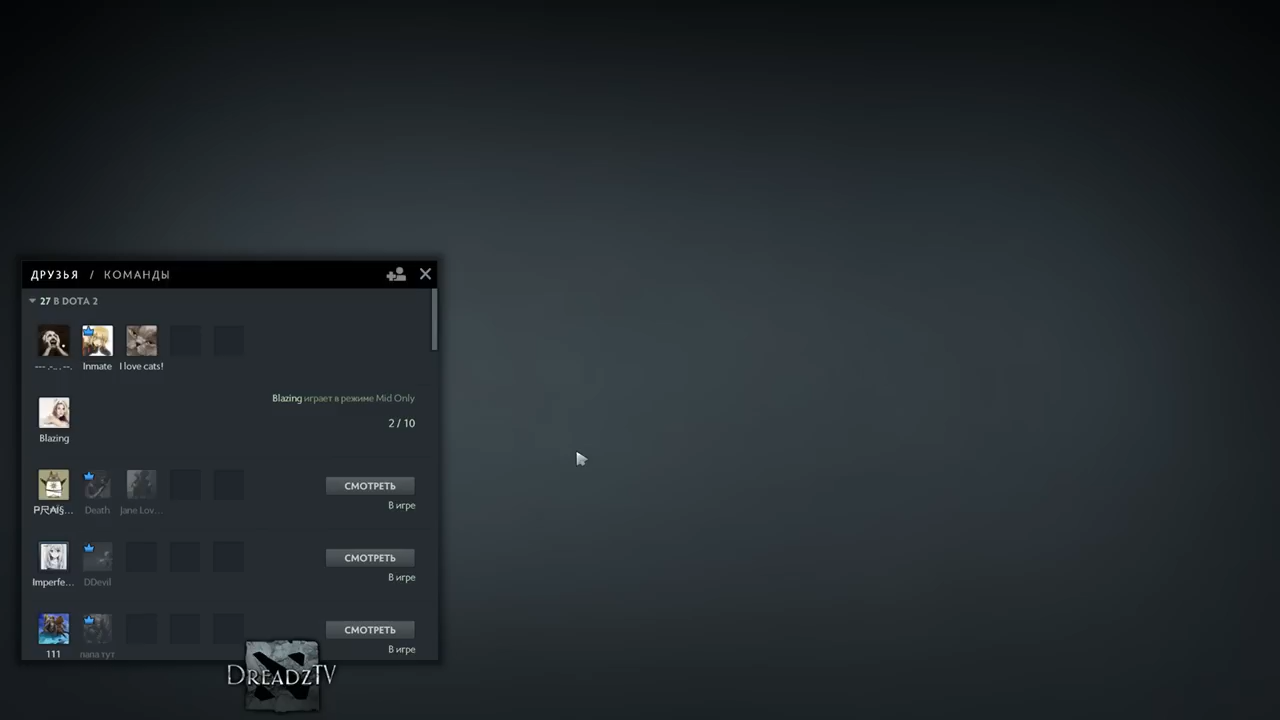 ДРУЗЬЯ / КОМАНДЫ
27 В DOTA 2
--- .-.. . --. Inmate I love cats!
Blazing играет в режиме Mid Only
2 / 10
Blazing
СМОТРЕТЬ
Death Jane Lov... В игре
СМОТРЕТЬ
Imperfe... DDevil В игре
СМОТРЕТЬ
111 папа тут В игре
DREADZTV